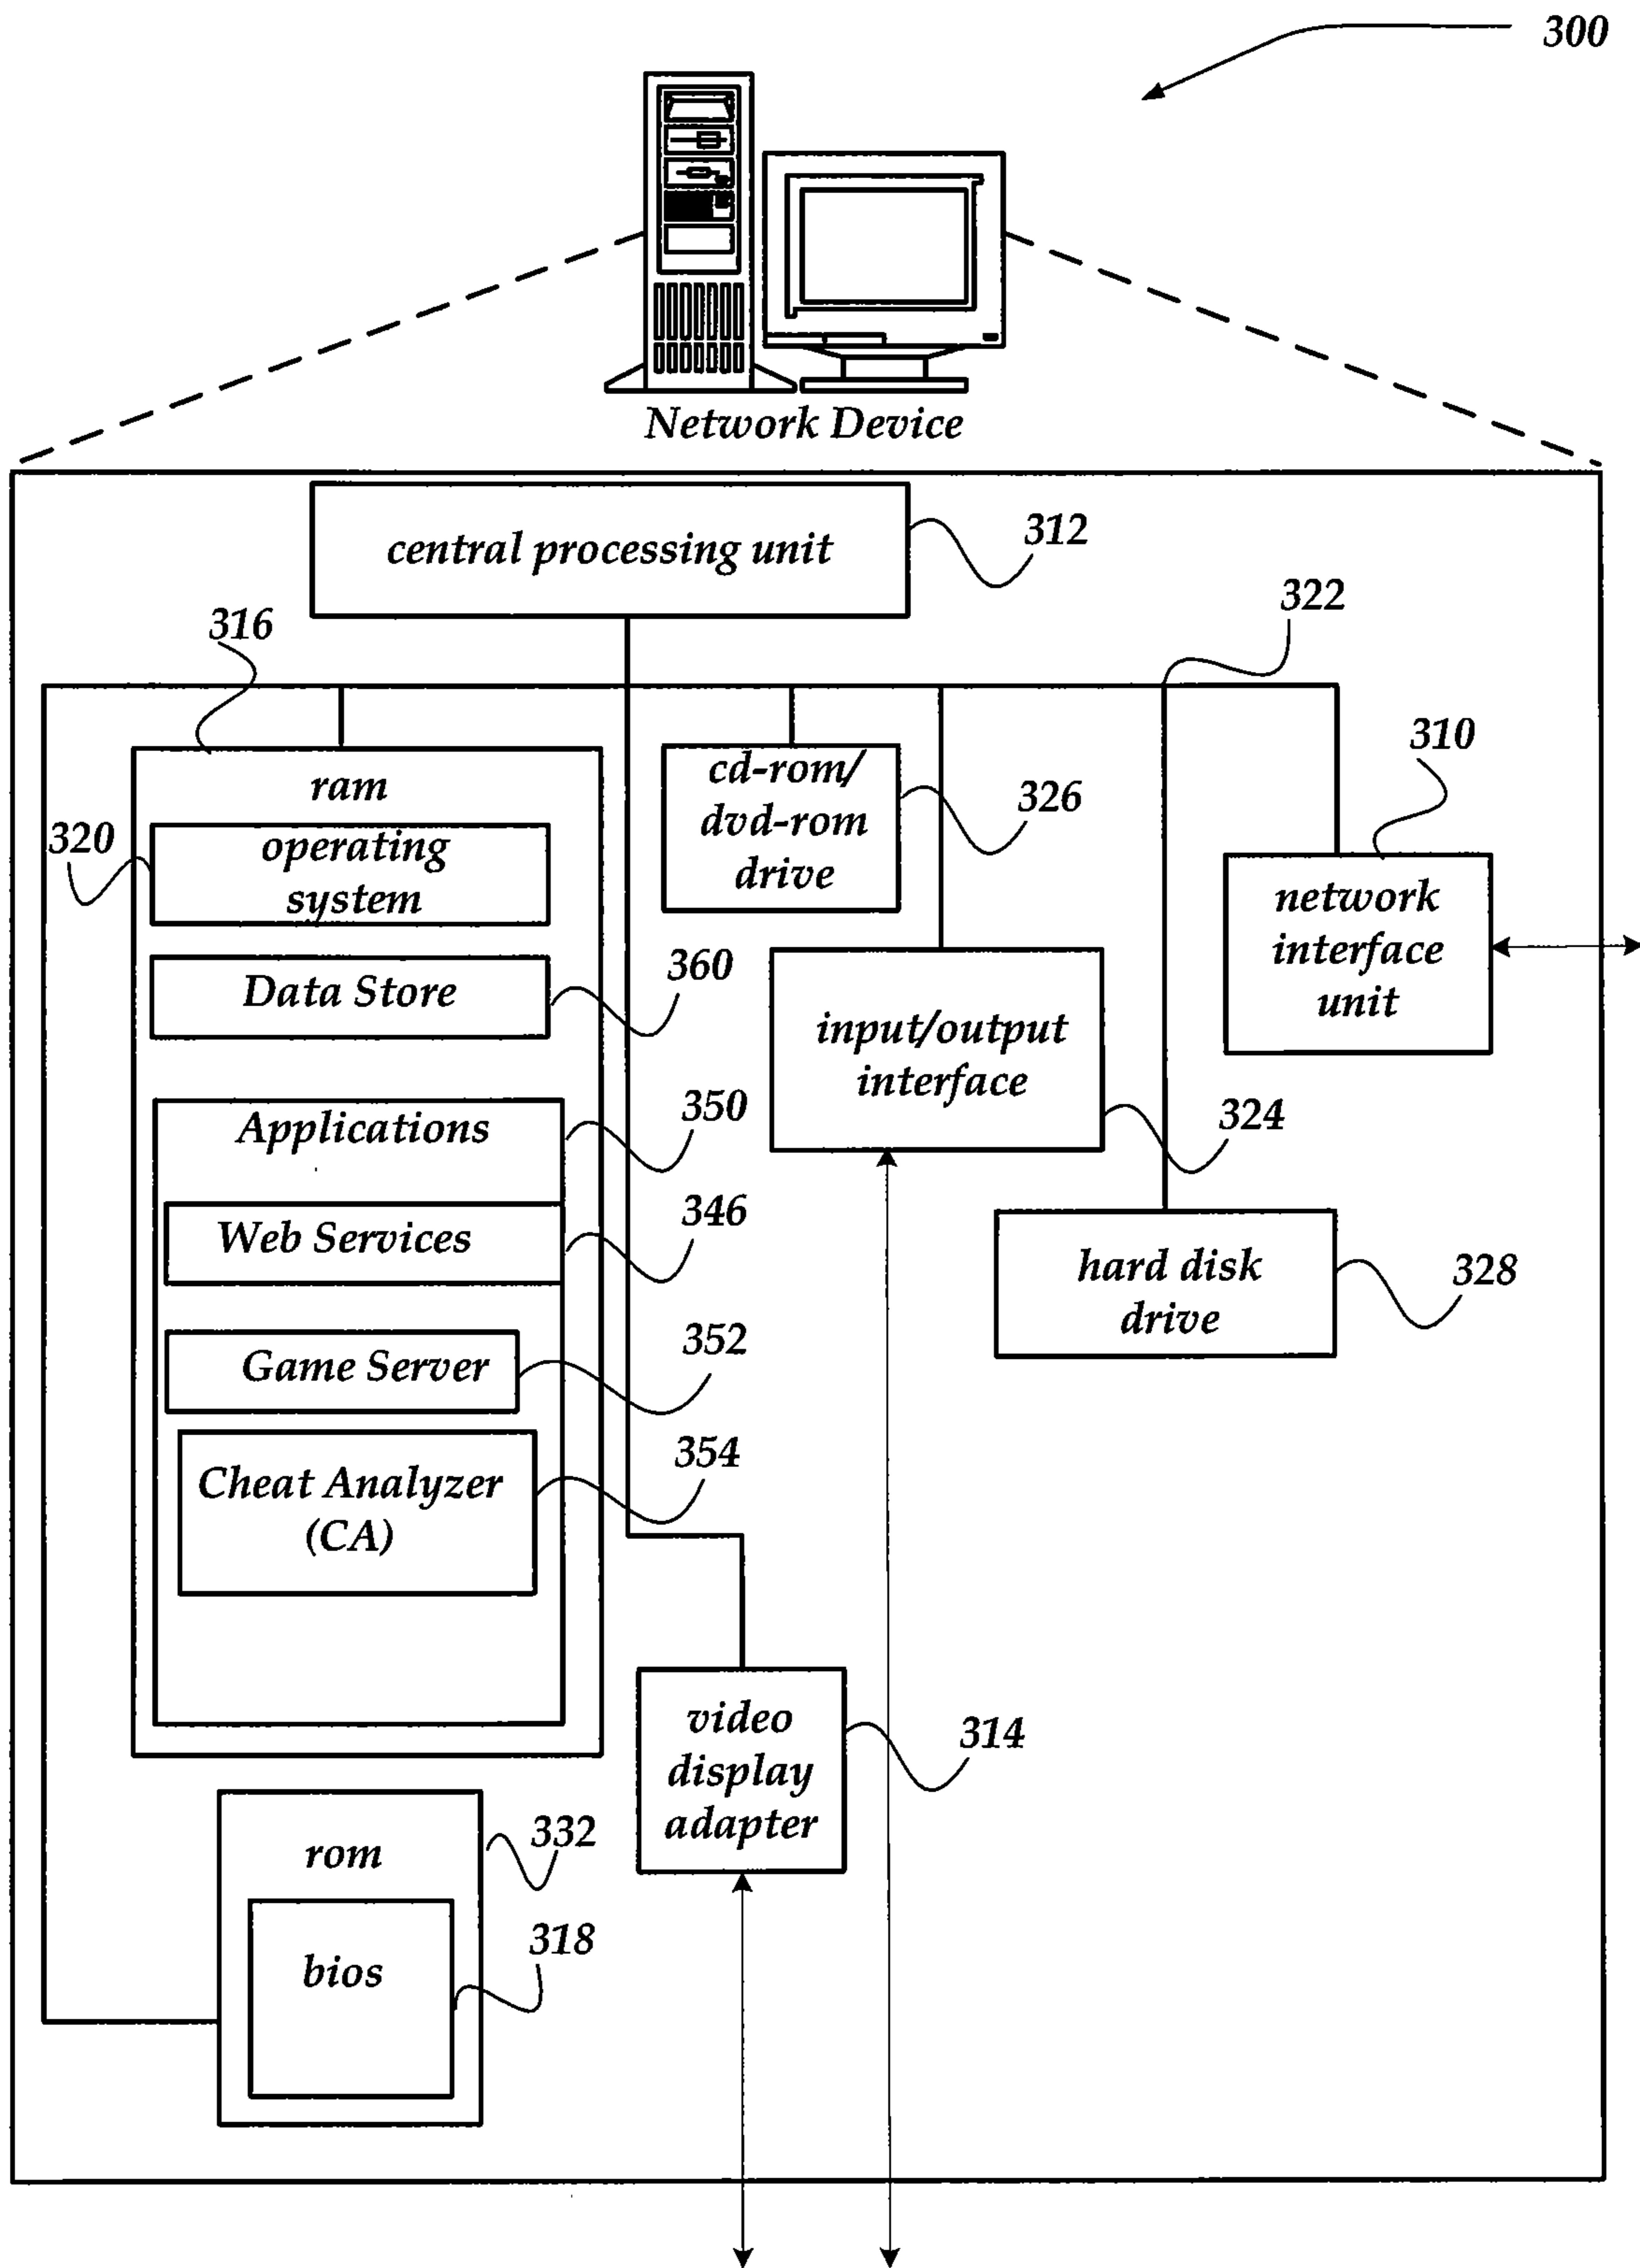 300
Network Device
central processing unit
312
322
316
310
ram
cd-rom/
dvd-rom
drive
326
320
operating
system
network
interface
unit
Data Store
360
input/output
interface
Applications
350
324
Web Services
346
hard disk
drive
328
Game Server
352
Cheat Analyzer
(CA)
354
video
display
adapter
314
rom
332
bios
318